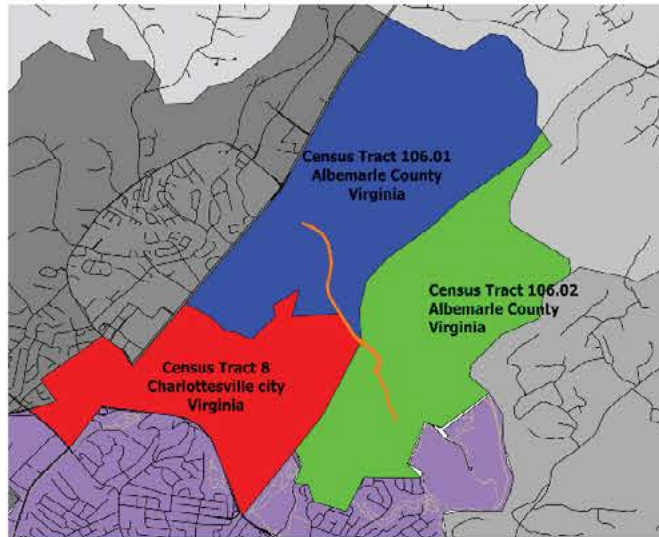 Census Tract 106.01
Albemarle County
Virginia
Census Tract 106.02
Albemarle County
Virginia
Census Tract 8
Charlottesville city
Virginia